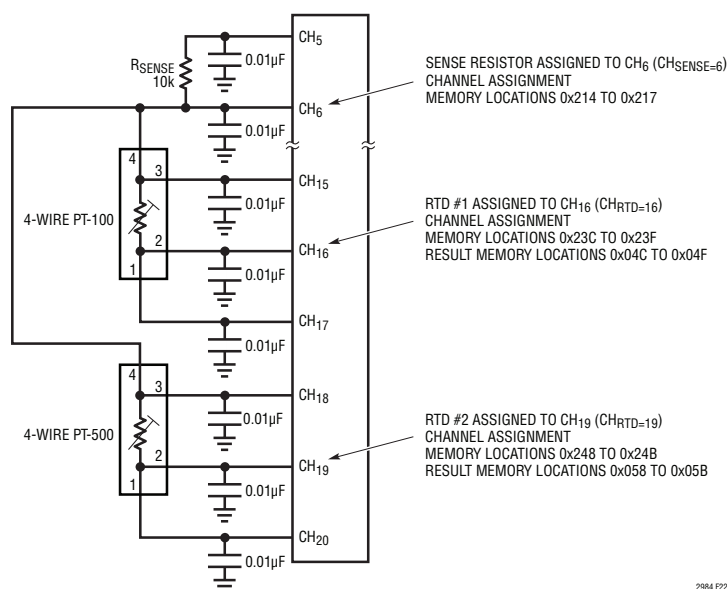 CH5
0.01µF
RSENSE
10k
CH6
0.01µF
SENSE RESISTOR ASSIGNED TO CH6 (CHSENSE=6)
CHANNEL ASSIGNMENT
MEMORY LOCATIONS 0x214 TO 0x217
4
3
CH15
0.01µF
4-WIRE PT-100
2
CH16
0.01µF
1
CH17
0.01µF
RTD #1 ASSIGNED TO CH16 (CHRTD=16)
CHANNEL ASSIGNMENT
MEMORY LOCATIONS 0x23C TO 0x23F
RESULT MEMORY LOCATIONS 0x04C TO 0x04F
4
3
CH18
0.01µF
4-WIRE PT-500
2
CH19
0.01µF
1
CH20
0.01µF
RTD #2 ASSIGNED TO CH19 (CHRTD=19)
CHANNEL ASSIGNMENT
MEMORY LOCATIONS 0x248 TO 0x24B
RESULT MEMORY LOCATIONS 0x058 TO 0x05B
2984 F22